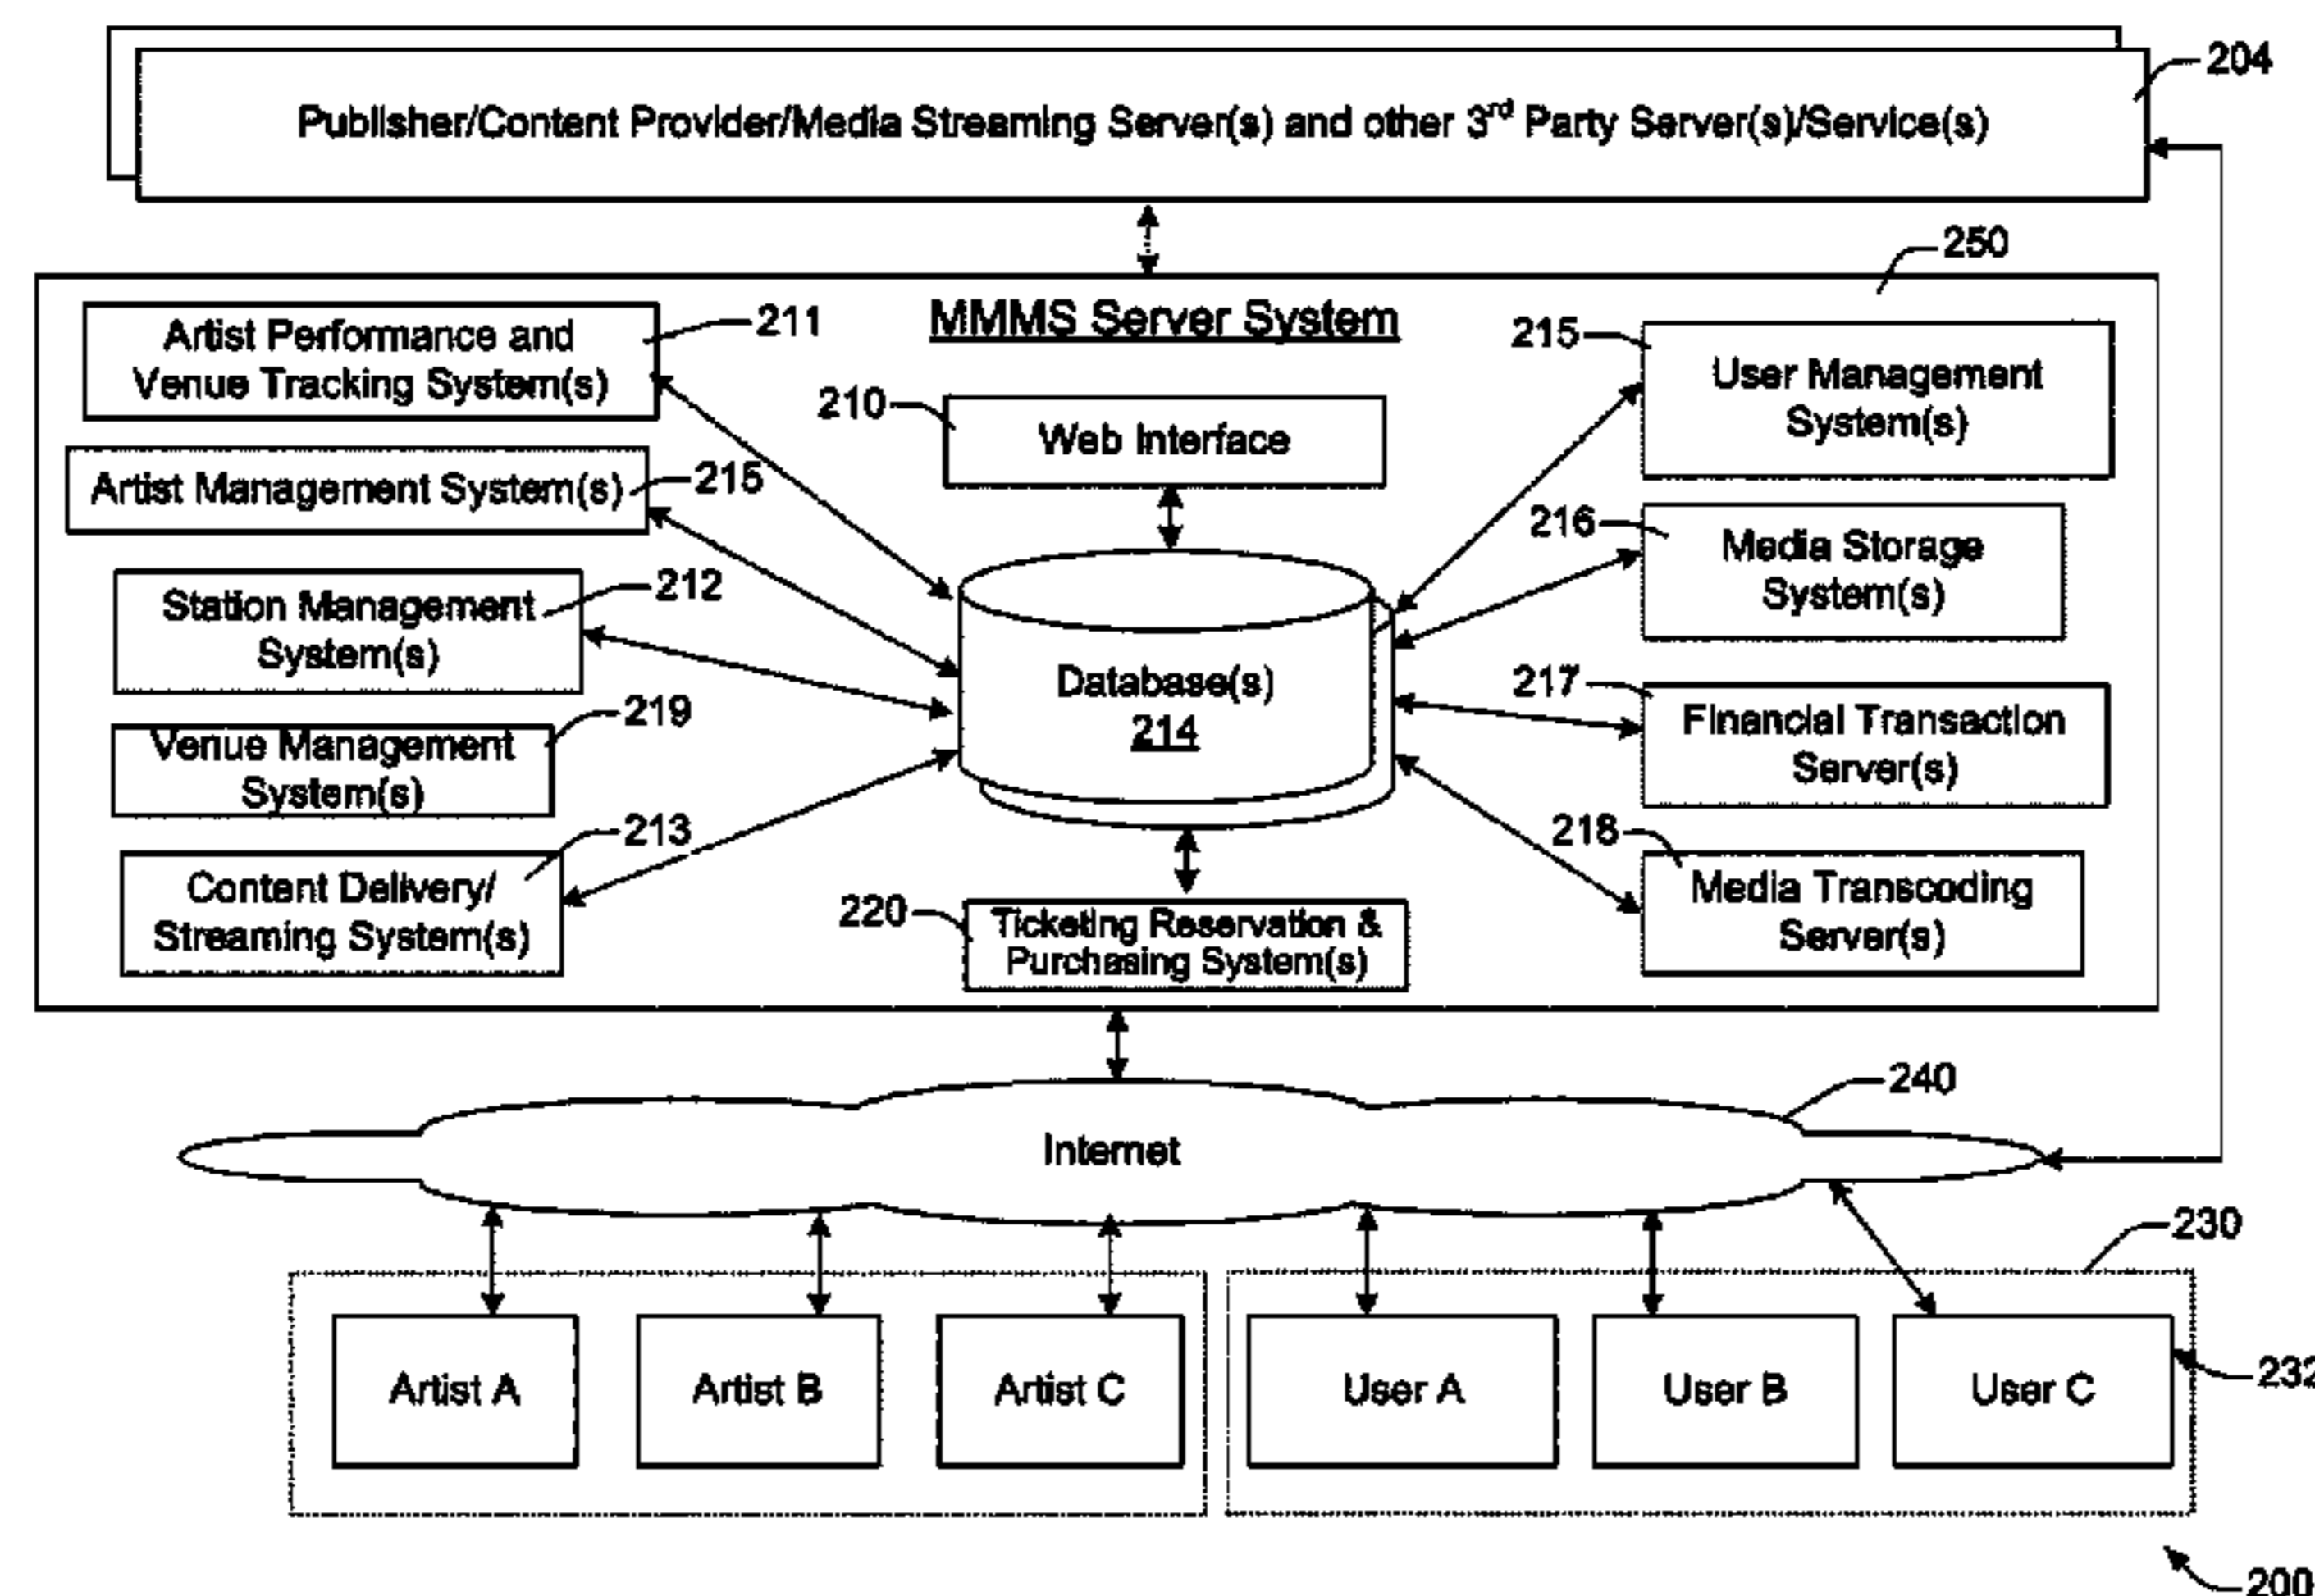 204
Publisher/Content Provider/Media Streaming Server(s) and other 3rd Party Server(s)/Service(s)
250
MMMS Server System
Artist Performance and
Venue Tracking System(s)
211
Artist Management System(s)
215
Station Management
System(s)
212
Venue Management
System(s)
219
Content Delivery/
Streaming System(s)
213
210
Web Interface
Database(s)
214
220
Ticketing Reservation &
Purchasing System(s)
215
User Management
System(s)
216
Media Storage
System(s)
217
Financial Transaction
Server(s)
218
Media Transcoding
Server(s)
240
Internet
230
Artist A
Artist B
Artist C
User A
User B
User C
232
200